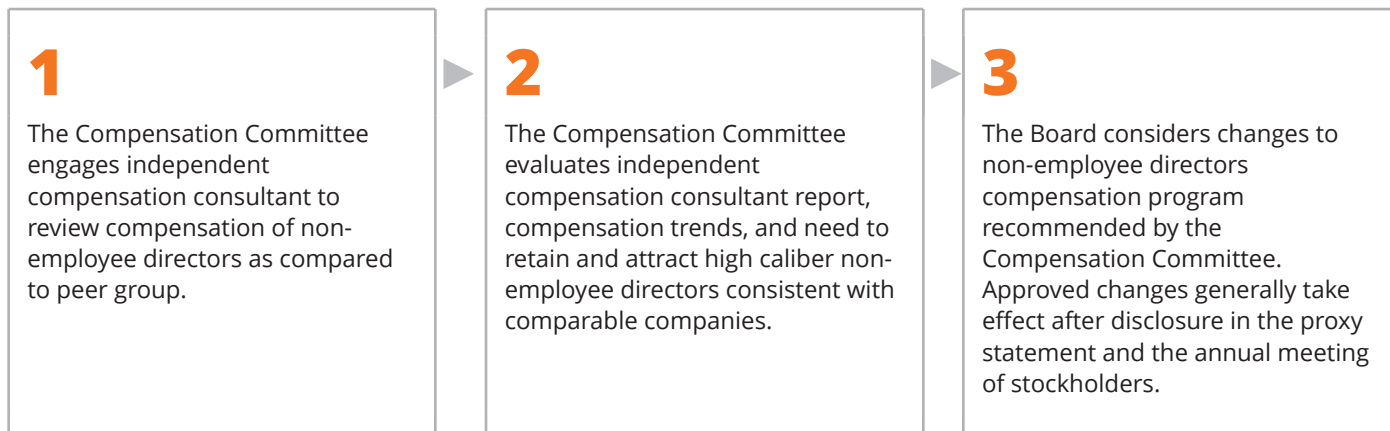 1
The Compensation Committee
engages independent
compensation consultant to
review compensation of non-
employee directors as compared
to peer group.
2
The Compensation Committee
evaluates independent
compensation consultant report,
compensation trends, and need to
retain and attract high caliber non-
employee directors consistent with
comparable companies.
3
The Board considers changes to
non-employee directors
compensation program
recommended by the
Compensation Committee.
Approved changes generally take
effect after disclosure in the proxy
statement and the annual meeting
of stockholders.